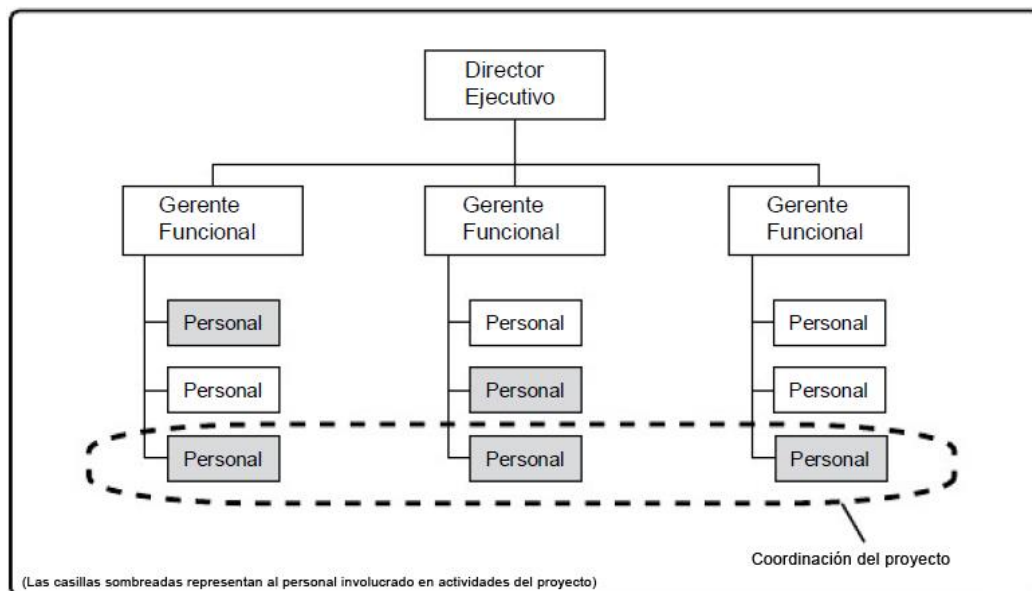 Director
Ejecutivo
Gerente
Funcional
Gerente
Funcional
Gerente
Funcional
Personal
Personal
Personal
Personal
Personal
Personal
Personal
Personal
Personal
Coordinación del proyecto
(Las casillas sombreadas representan al personal involucrado en actividades del proyecto)